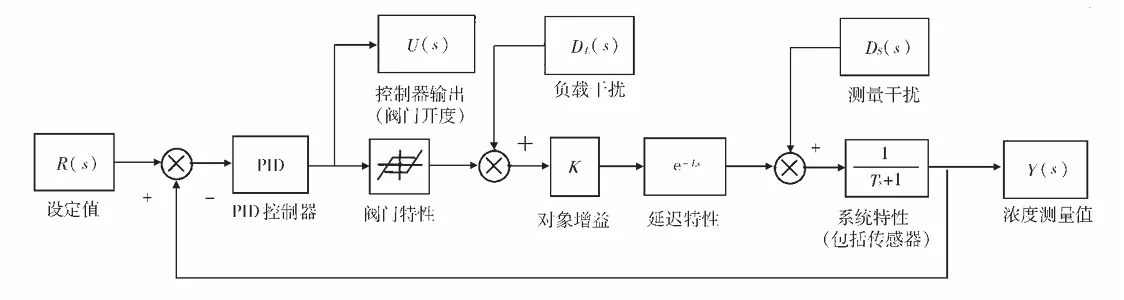 U(s)
D_L(s)
D_S(s)
控制器输出
(阀门开度)
负载干扰
测量干扰
R(s)
+
−
PID
+
K
e^{-Ls}
+
1
T_s+1
Y(s)
设定值
PID控制器
阀门特性
对象增益
延迟特性
系统特性
(包括传感器)
浓度测量值